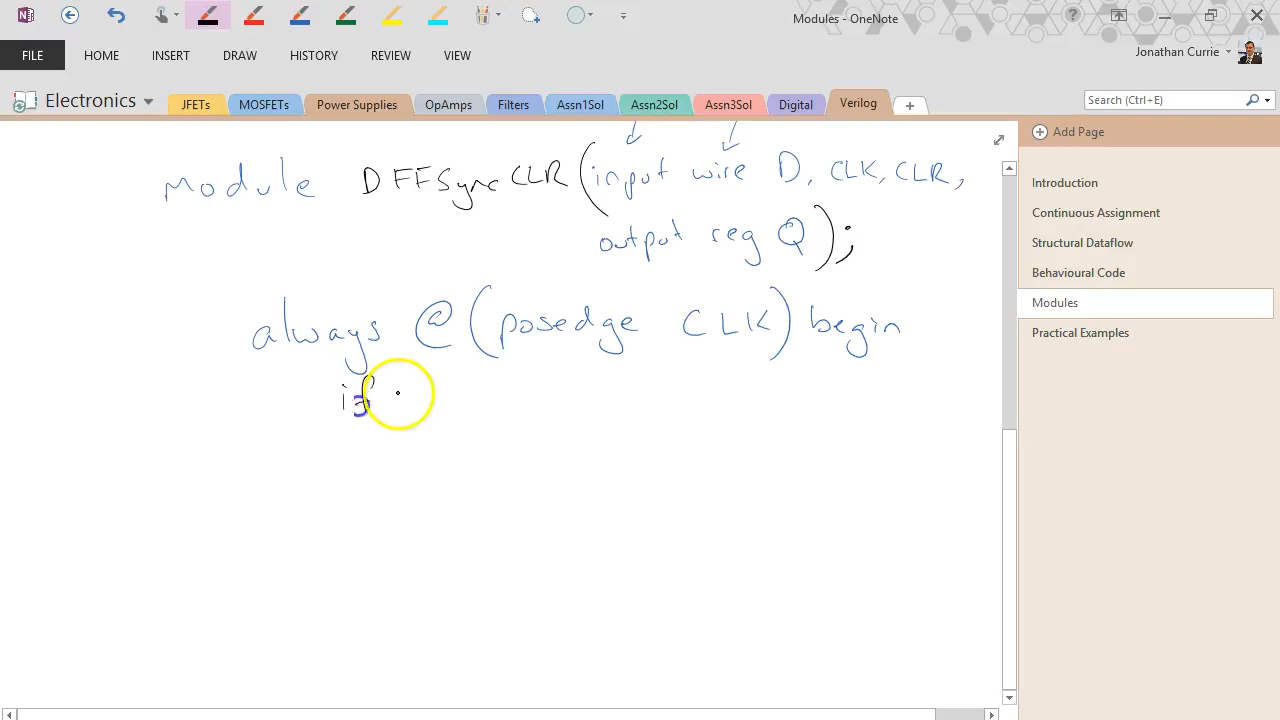 Modules - OneNote
FILE HOME INSERT DRAW HISTORY REVIEW VIEW
Jonathan Currie
Electronics JFETs MOSFETs Power Supplies OpAmps Filters Assn1Sol Assn2Sol Assn3Sol Digital Verilog
Search (Ctrl+E)
Add Page
Introduction
Continuous Assignment
Structural Dataflow
Behavioural Code
Modules
Practical Examples
module DFFSyncCLR (input wire D, CLK, CLR,
output reg Q);
always @ (posedge CLK) begin
if